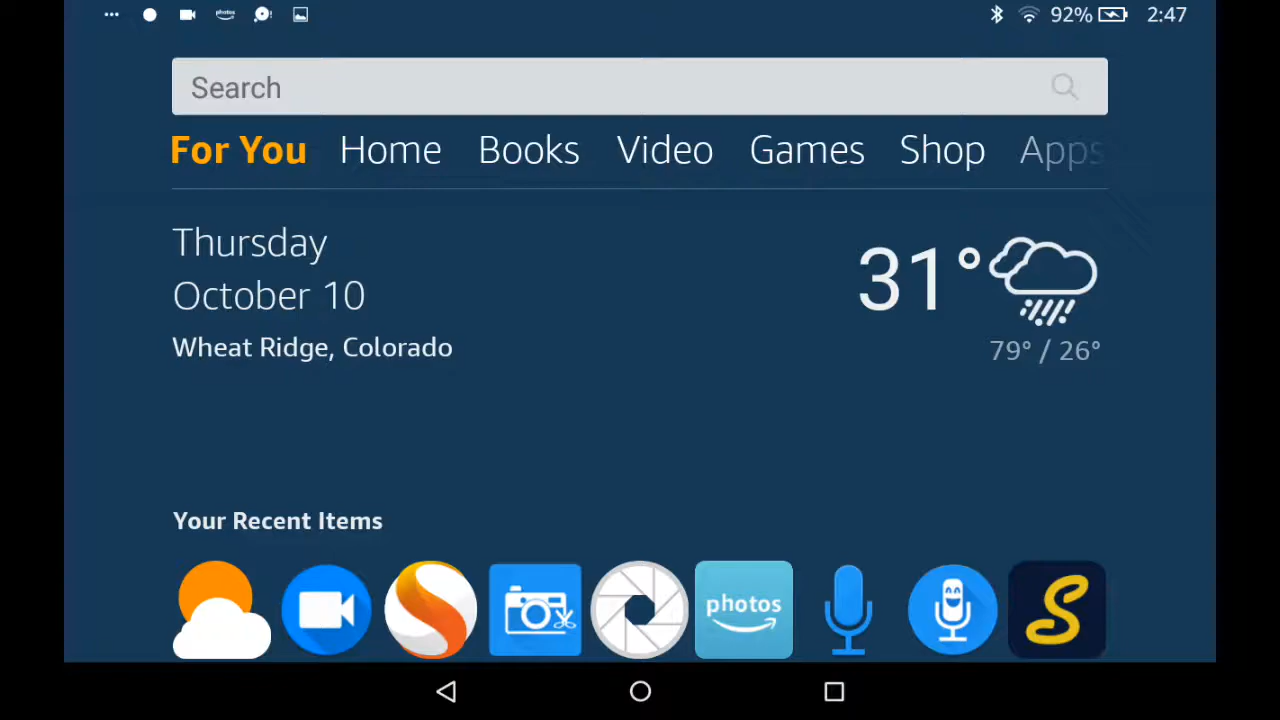 92% 2:47
Search
For You Home Books Video Games Shop Apps
Thursday
October 10
Wheat Ridge, Colorado
31°
79° / 26°
Your Recent Items
photos
S